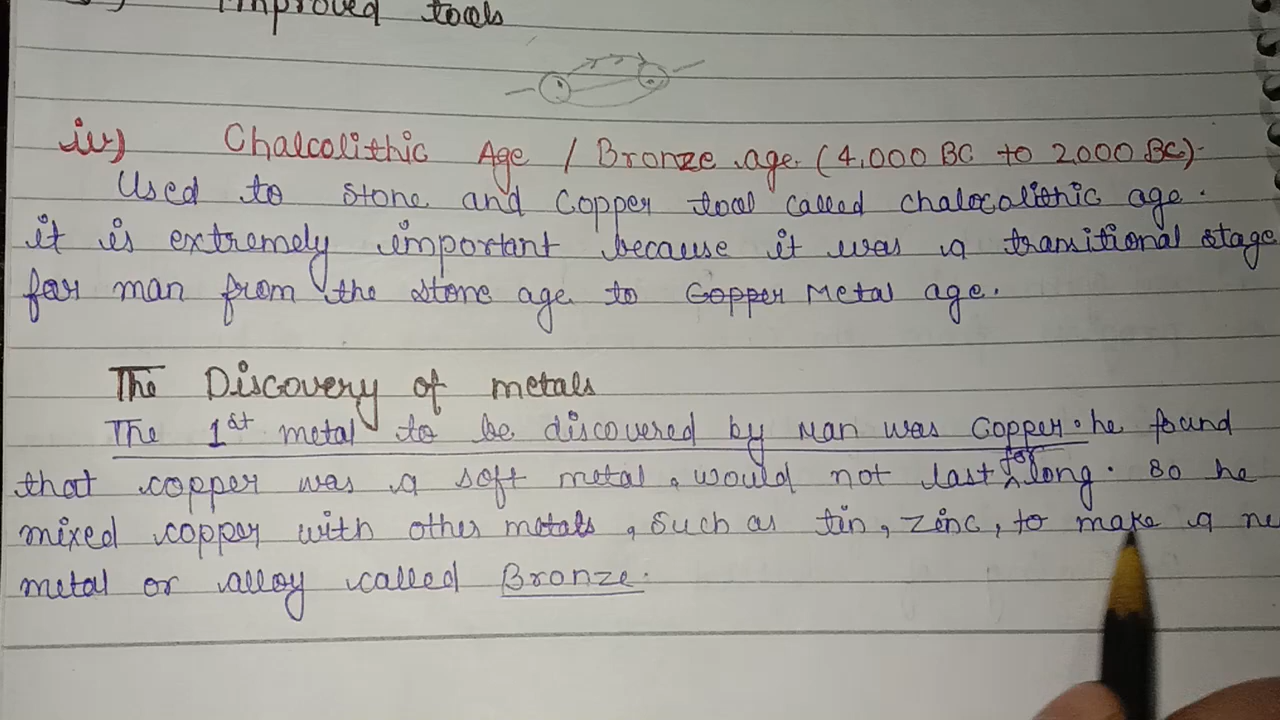 Improved tools
iv) Chalcolithic Age / Bronze age. (4,000 BC to 2000 BC)
Used to stone and Copper tool called chalocalithic age.
it is extremely important because it was a transitional stage
for man from the stone age to Copper Metal age.
The Discovery of metals
The 1st metal to be discovered by Man was Copper. he found
that copper was a soft metal, would not last for long. So he
mixed copper with other metals, such as tin, zinc, to make a ne
metal or alloy called Bronze.